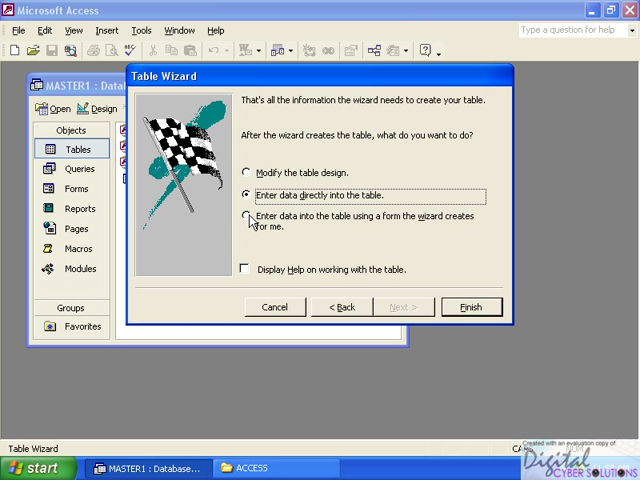 Microsoft Access
File Edit View Insert Tools Window Help
Type a question for help
Table Wizard
MASTER1 : Datab
Open Design
Objects
Tables
Queries
Forms
Reports
Pages
Macros
Modules
Groups
Favorites
That's all the information the wizard needs to create your table.
After the wizard creates the table, what do you want to do?
Modify the table design.
Enter data directly into the table.
Enter data into the table using a form the wizard creates
for me.
Display Help on working with the table.
Cancel < Back Next > Finish
Table Wizard
NUM
Created with an evaluation copy of
Digital
CYBER SOLUTIONS
start MASTER1 : Database... ACCESS